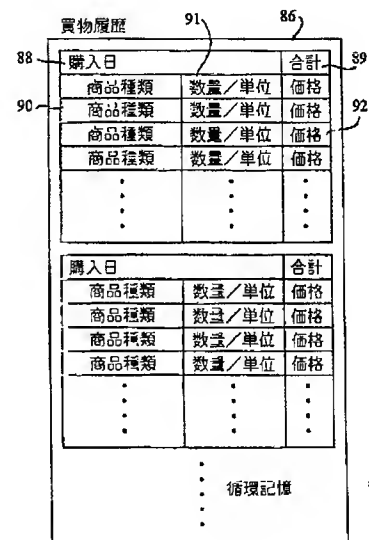 買物履歴
86
91
88 購入日 合計 89
商品種類 数量/単位 価格
90 商品種類 数量/単位 価格 92
商品種類 数量/単位 価格
商品種類 数量/単位 価格
購入日 合計
商品種類 数量/単位 価格
商品種類 数量/単位 価格
商品種類 数量/単位 価格
商品種類 数量/単位 価格
循環記憶